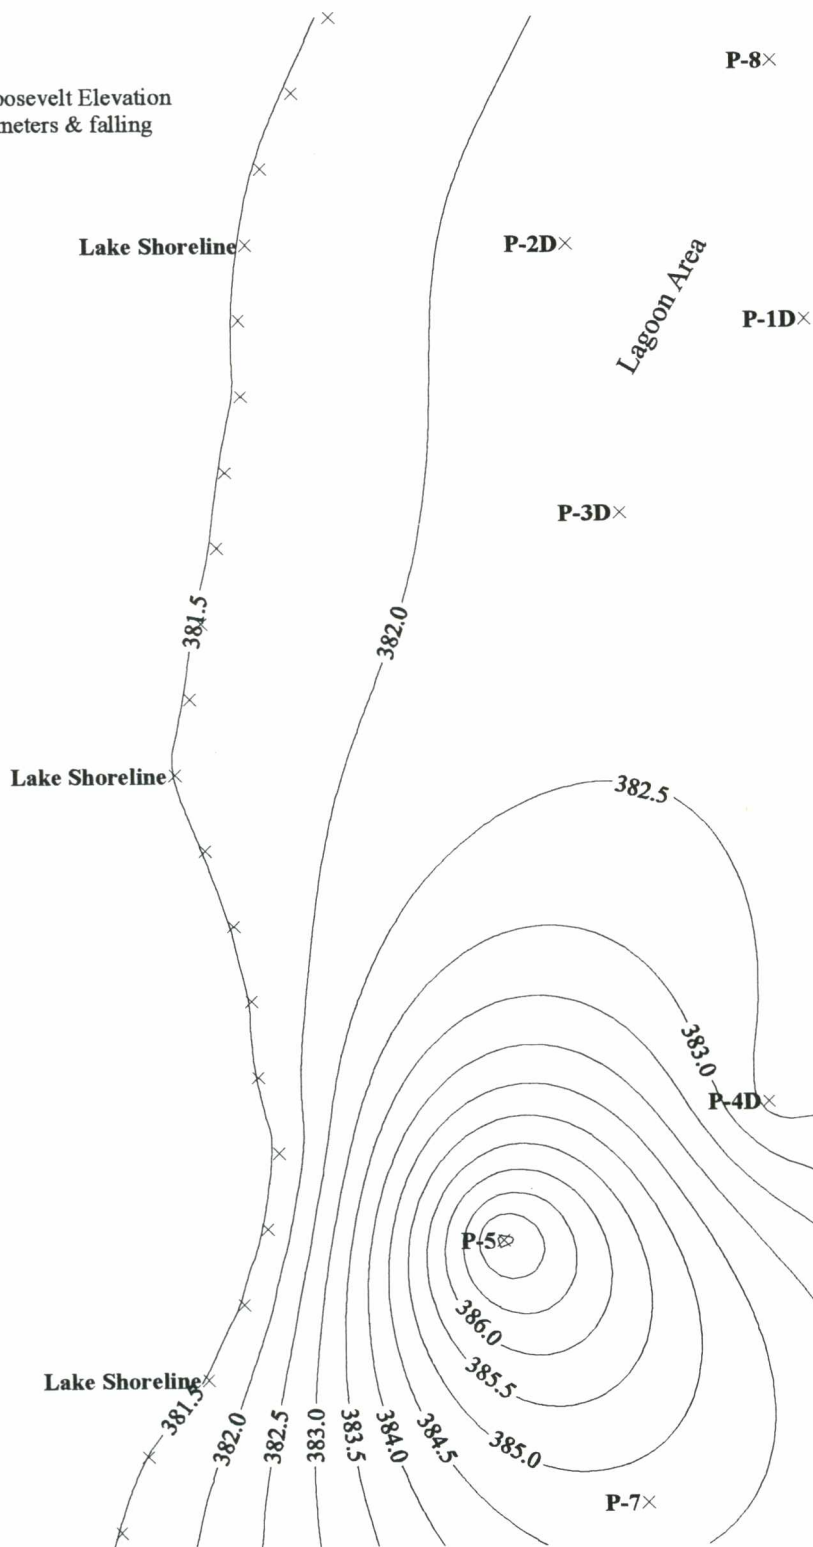 P-8
oosevelt Elevation
meters & falling
Lake Shoreline
P-2D
Lagoon Area
P-1D
P-3D
381.5
382.0
Lake Shoreline
382.5
383.0
P-4D
P-5
386.0
385.5
Lake Shoreline
381.5
382.0
382.5
383.0
383.5
384.0
384.5
385.0
P-7